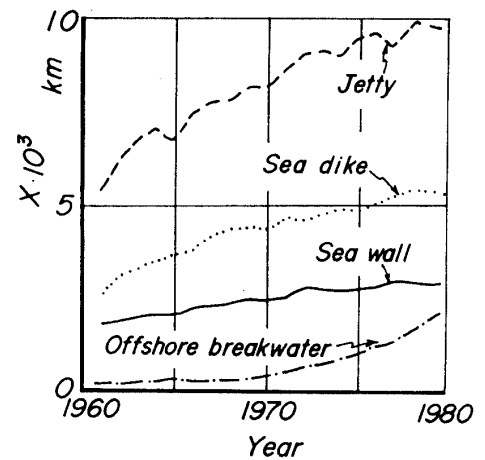 10
km
X·10³
5
0
Jetty
Sea dike
Sea wall
Offshore breakwater
1960
1970
1980
Year